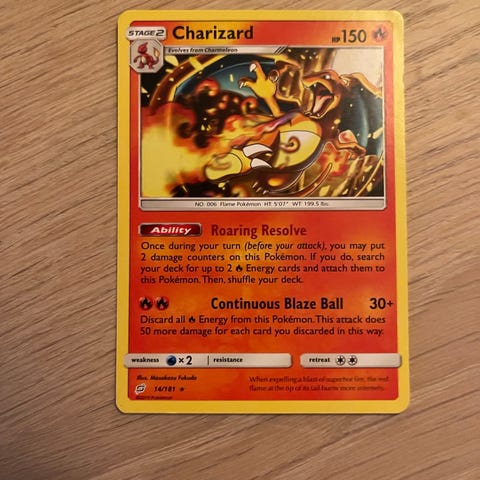 STAGE 2 Charizard HP 150
Evolves from Charmeleon
NO. 006 Flame Pokémon HT: 5'07" WT: 199.5 lbs.
Ability Roaring Resolve
Once during your turn (before your attack), you may put
2 damage counters on this Pokémon. If you do, search
your deck for up to 2 Energy cards and attach them to
this Pokémon. Then, shuffle your deck.
Continuous Blaze Ball 30+
Discard all Energy from this Pokémon. This attack does
50 more damage for each card you discarded in this way.
weakness ×2 resistance retreat
Illus. Masakazu Fukuda
14/181
When expelling a blast of superhot fire, the red
flame at the tip of its tail burns more intensely.
©2019 Pokémon